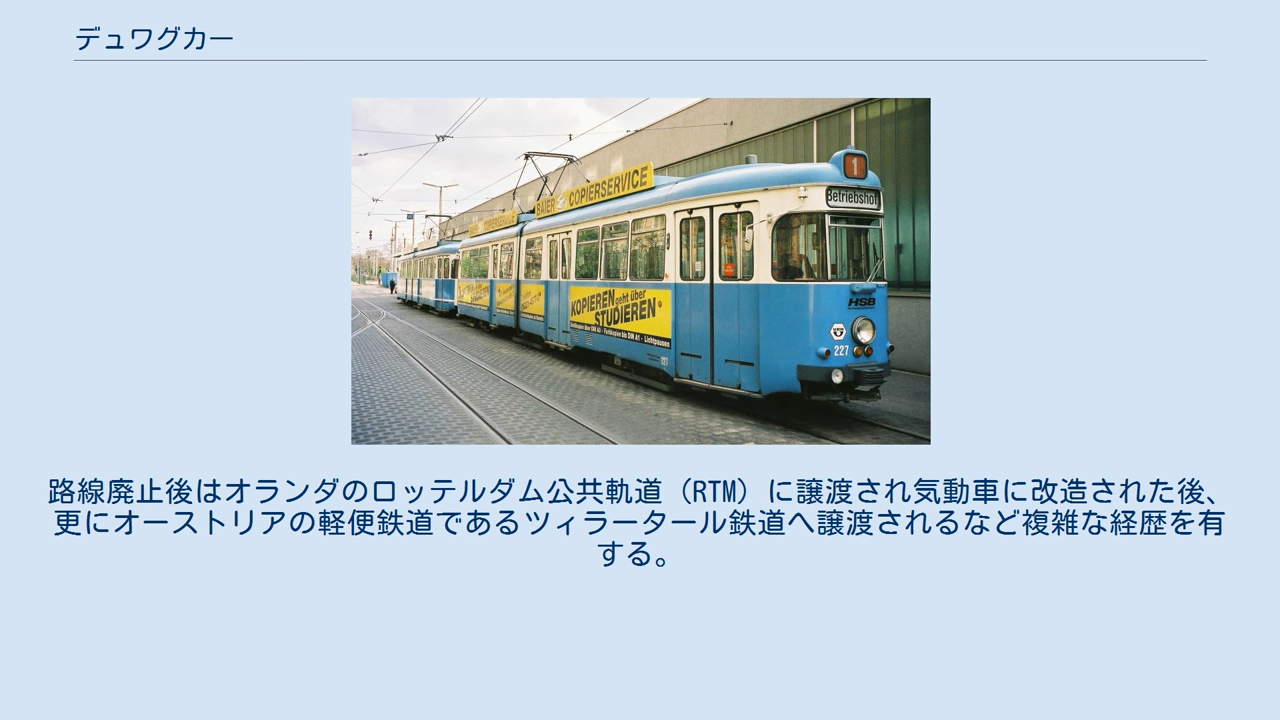 デュワグカー
1
Betriebshof
BAIER COPIERSERVICE
KOPIEREN geht über
STUDIEREN
HSB
227
路線廃止後はオランダのロッテルダム公共軌道（RTM）に譲渡され気動車に改造された後、
更にオーストリアの軽便鉄道であるツィラータール鉄道へ譲渡されるなど複雑な経歴を有
する。